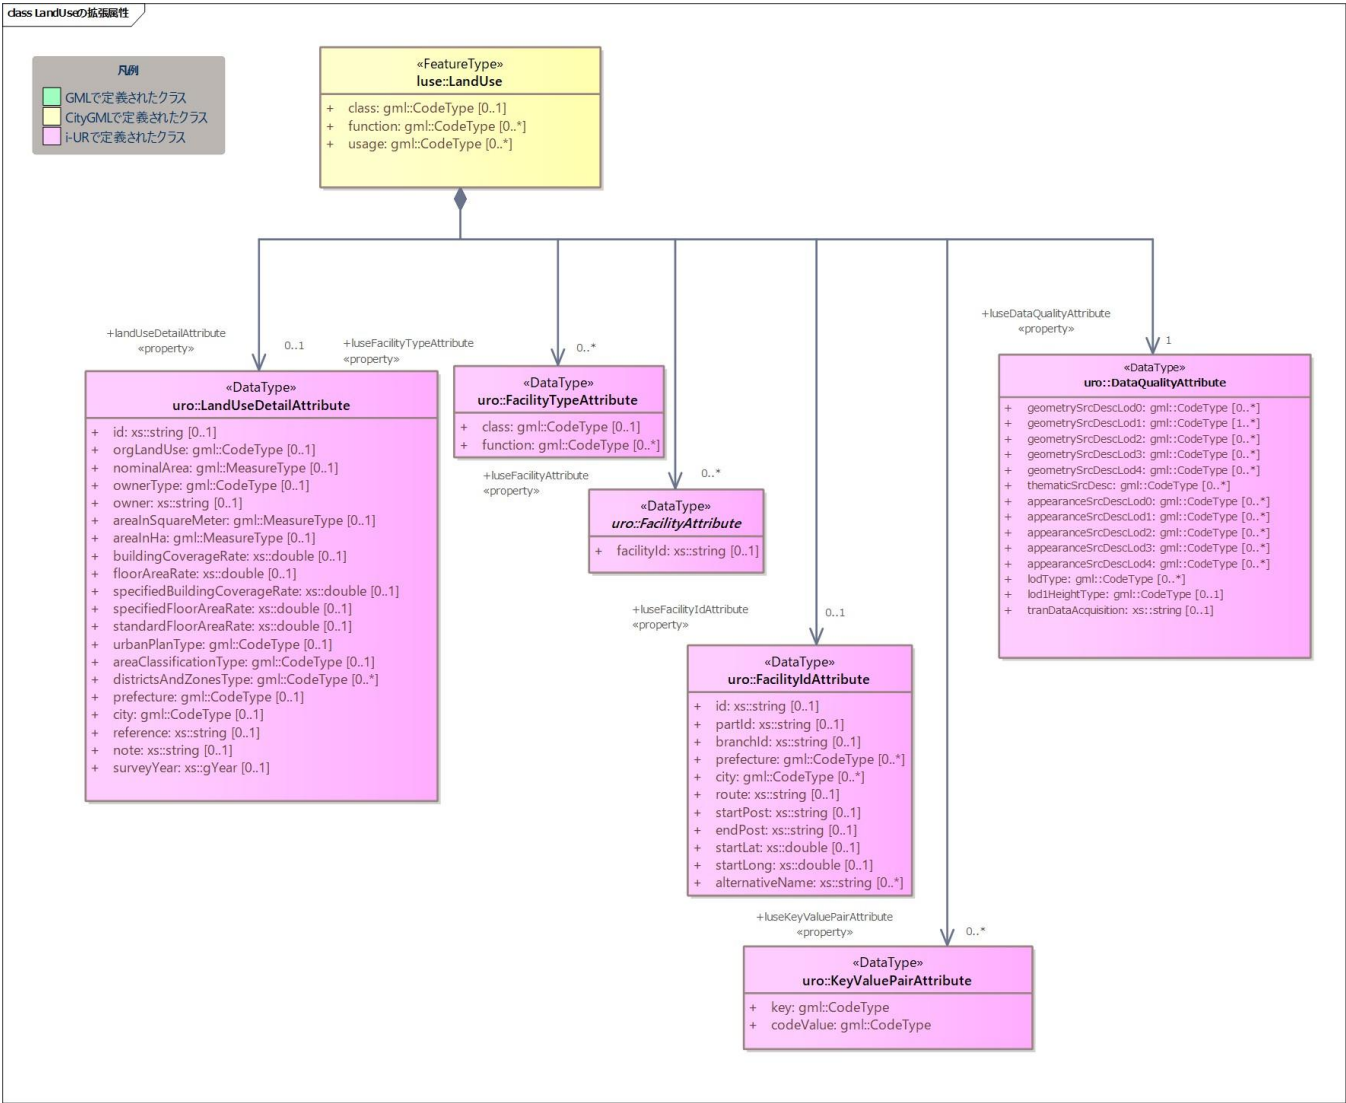 class LandUseの拡張属性
凡例
GMLで定義されたクラス
CityGMLで定義されたクラス
i-URで定義されたクラス
«FeatureType»
luse::LandUse
+ class: gml::CodeType [0..1]
+ function: gml::CodeType [0..*]
+ usage: gml::CodeType [0..*]
+landUseDetailAttribute
«property»
0..1
«DataType»
uro::LandUseDetailAttribute
+ id: xs::string [0..1]
+ orgLandUse: gml::CodeType [0..1]
+ nominalArea: gml::MeasureType [0..1]
+ ownerType: gml::CodeType [0..1]
+ owner: xs::string [0..1]
+ areaInSquareMeter: gml::MeasureType [0..1]
+ areaInHa: gml::MeasureType [0..1]
+ buildingCoverageRate: xs::double [0..1]
+ floorAreaRate: xs::double [0..1]
+ specifiedBuildingCoverageRate: xs::double [0..1]
+ specifiedFloorAreaRate: xs::double [0..1]
+ standardFloorAreaRate: xs::double [0..1]
+ urbanPlanType: gml::CodeType [0..1]
+ areaClassificationType: gml::CodeType [0..1]
+ districtsAndZonesType: gml::CodeType [0..*]
+ prefecture: gml::CodeType [0..1]
+ city: gml::CodeType [0..1]
+ reference: xs::string [0..1]
+ note: xs::string [0..1]
+ surveyYear: xs::gYear [0..1]
+luseFacilityTypeAttribute
«property»
0..*
«DataType»
uro::FacilityTypeAttribute
+ class: gml::CodeType [0..1]
+ function: gml::CodeType [0..*]
+luseFacilityAttribute
«property»
0..*
«DataType»
uro::FacilityAttribute
+ facilityId: xs::string [0..1]
+luseFacilityIdAttribute
«property»
0..1
«DataType»
uro::FacilityIdAttribute
+ id: xs::string [0..1]
+ partId: xs::string [0..1]
+ branchId: xs::string [0..1]
+ prefecture: gml::CodeType [0..*]
+ city: gml::CodeType [0..*]
+ route: xs::string [0..1]
+ startPost: xs::string [0..1]
+ endPost: xs::string [0..1]
+ startLat: xs::double [0..1]
+ startLong: xs::double [0..1]
+ alternativeName: xs::string [0..*]
+luseKeyValuePairAttribute
«property»
0..*
«DataType»
uro::KeyValuePairAttribute
+ key: gml::CodeType
+ codeValue: gml::CodeType
+luseDataQualityAttribute
«property»
1
«DataType»
uro::DataQualityAttribute
+ geometrySrcDescLod0: gml::CodeType [0..*]
+ geometrySrcDescLod1: gml::CodeType [1..*]
+ geometrySrcDescLod2: gml::CodeType [0..*]
+ geometrySrcDescLod3: gml::CodeType [0..*]
+ geometrySrcDescLod4: gml::CodeType [0..*]
+ thematicSrcDesc: gml::CodeType [0..*]
+ appearanceSrcDescLod0: gml::CodeType [0..*]
+ appearanceSrcDescLod1: gml::CodeType [0..*]
+ appearanceSrcDescLod2: gml::CodeType [0..*]
+ appearanceSrcDescLod3: gml::CodeType [0..*]
+ appearanceSrcDescLod4: gml::CodeType [0..*]
+ lodType: gml::CodeType [0..*]
+ lod1HeightType: gml::CodeType [0..1]
+ tranDataAcquisition: xs::string [0..1]